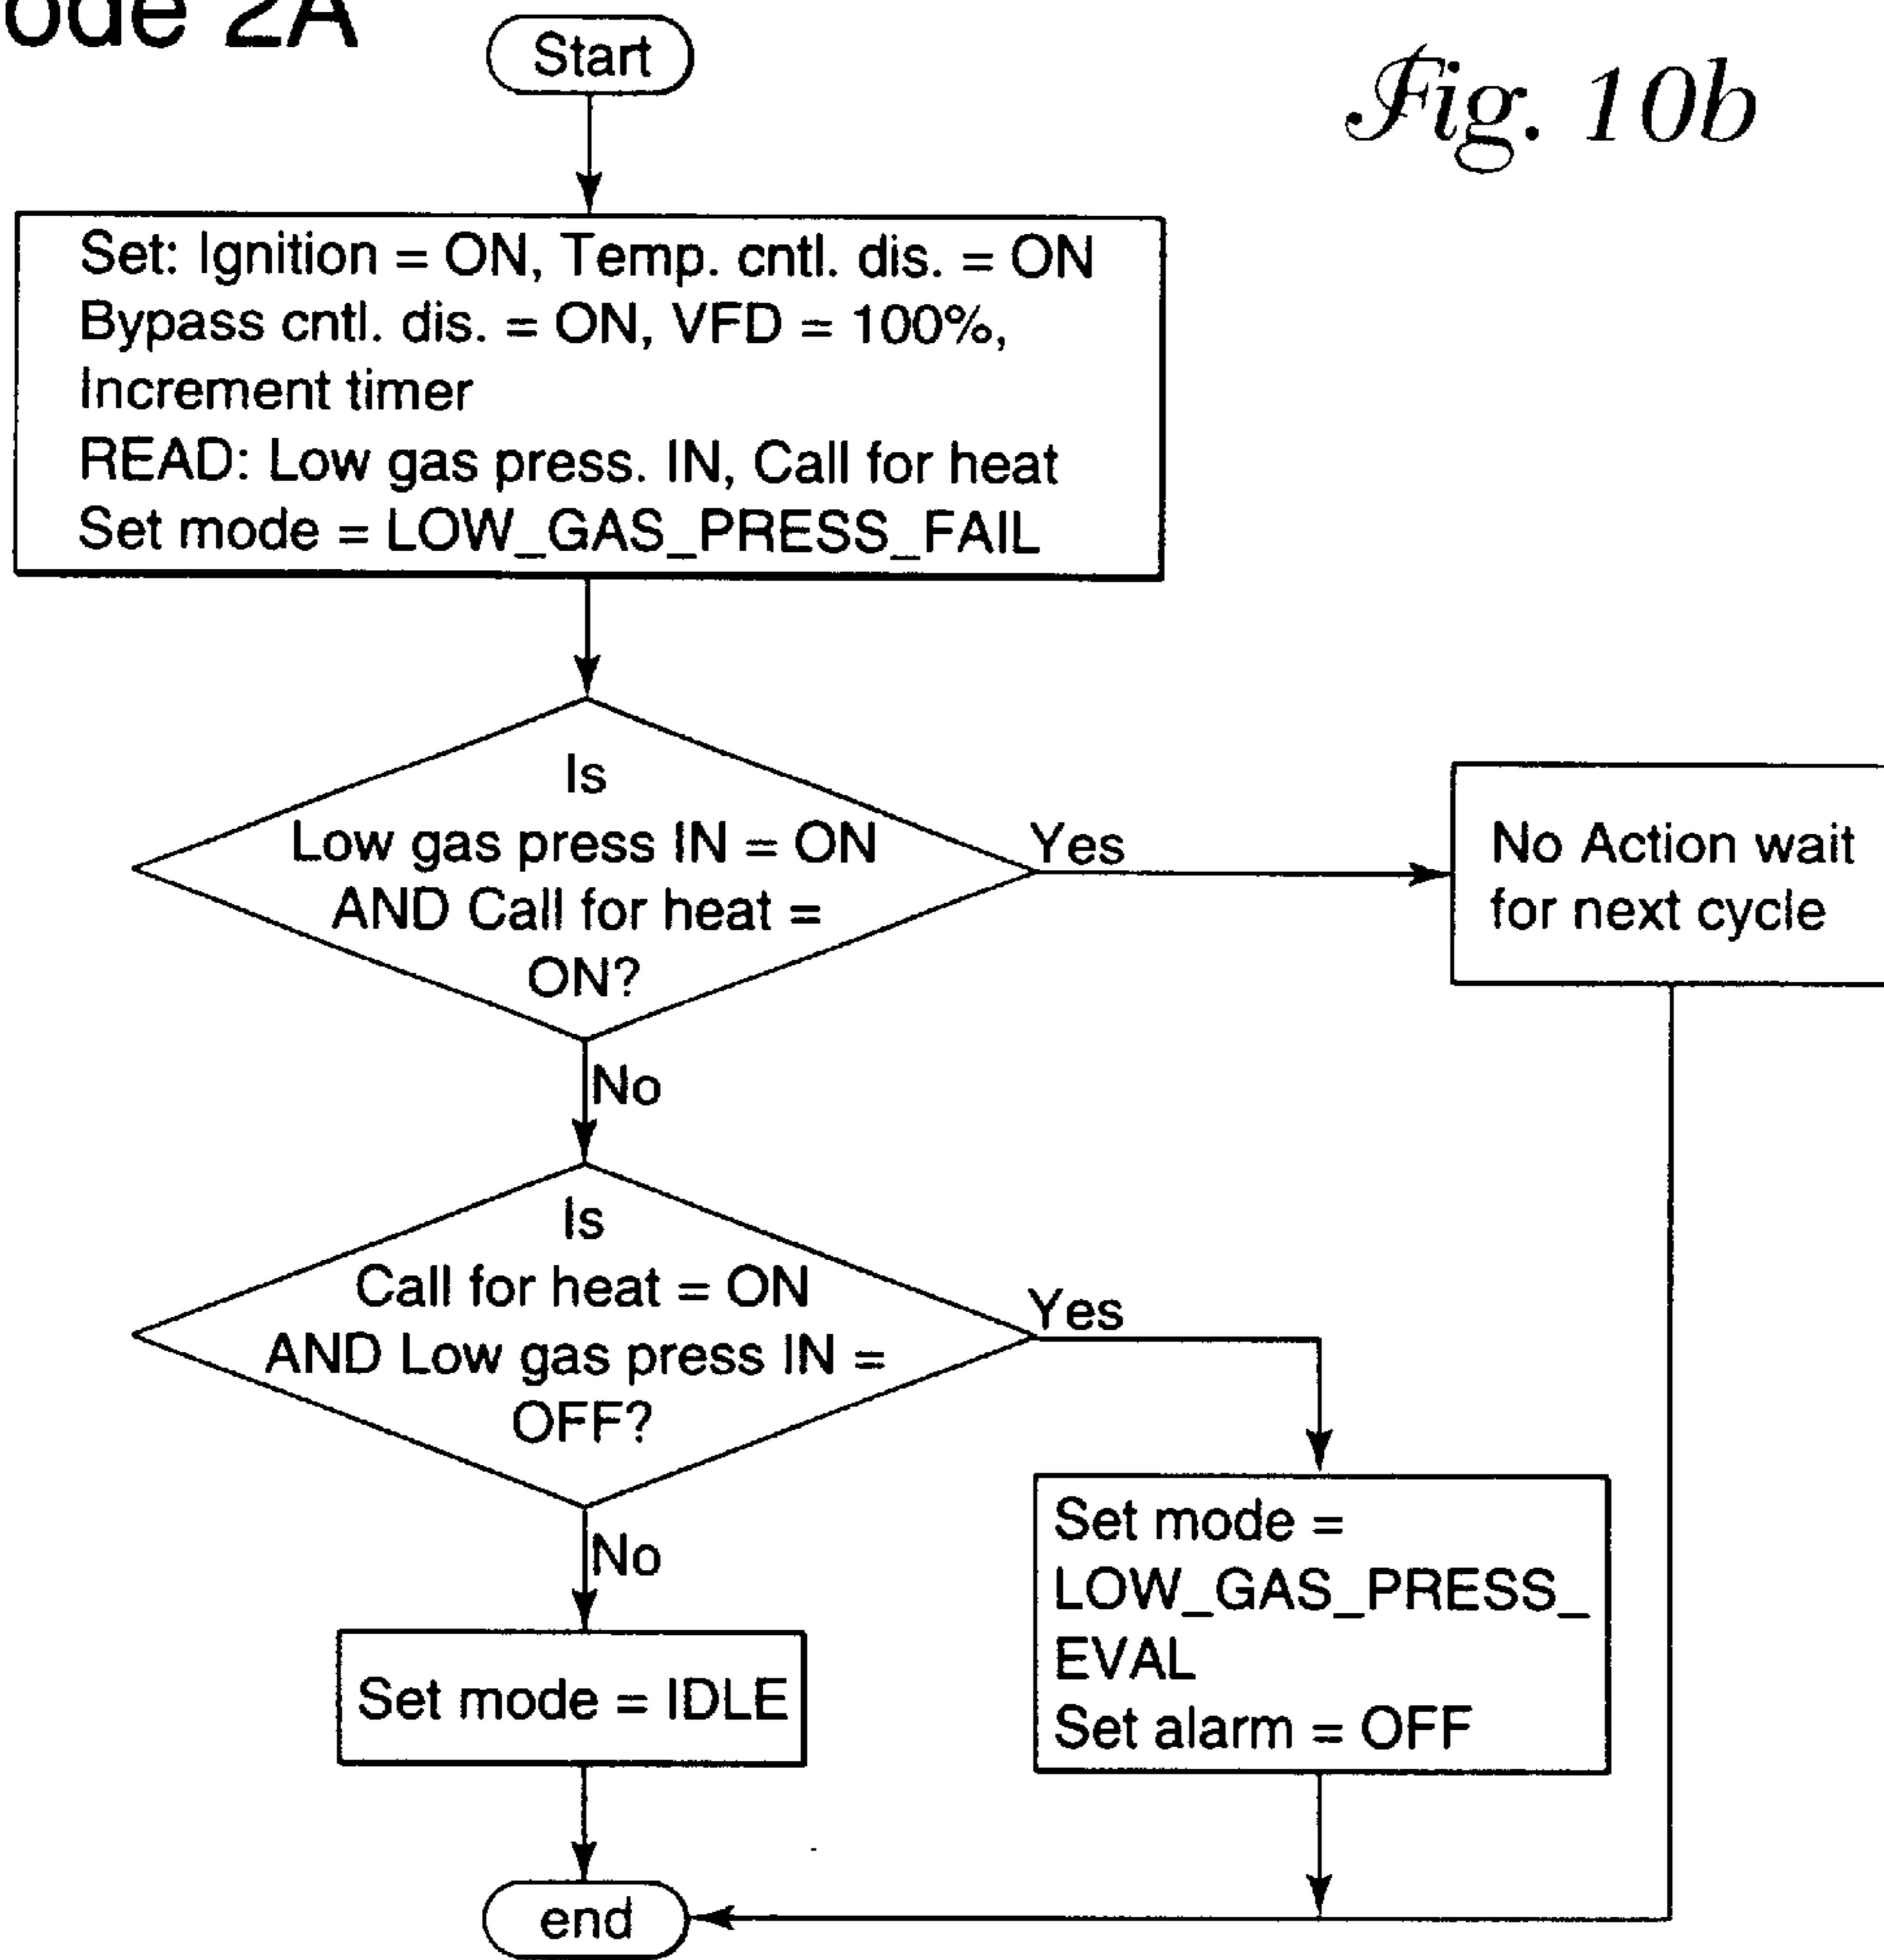 ode 2A
Start
Fig. 10b
Set: Ignition = ON, Temp. cntl. dis. = ON
Bypass cntl. dis. = ON, VFD = 100%,
Increment timer
READ: Low gas press. IN, Call for heat
Set mode = LOW_GAS_PRESS_FAIL
Is
Low gas press IN = ON
AND Call for heat =
ON?
Yes
No Action wait
for next cycle
No
Is
Call for heat = ON
AND Low gas press IN =
OFF?
Yes
No
Set mode =
LOW_GAS_PRESS_
EVAL
Set alarm = OFF
Set mode = IDLE
end